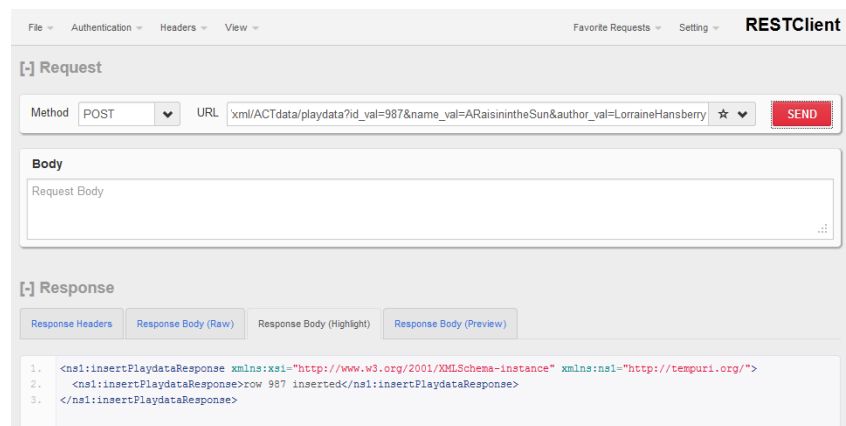 File Authentication Headers View Favorite Requests Setting RESTClient
[-] Request
Method POST URL 'xml/ACTdata/playdata?id_val=987&name_val=ARaisinintheSun&author_val=LorraineHansberry SEND
Body
Request Body
[-] Response
Response Headers Response Body (Raw) Response Body (Highlight) Response Body (Preview)
1. <ns1:insertPlaydataResponse xmlns:xsi="http://www.w3.org/2001/XMLSchema-instance" xmlns:ns1="http://tempuri.org/">
2. <ns1:insertPlaydataResponse>row 987 inserted</ns1:insertPlaydataResponse>
3. </ns1:insertPlaydataResponse>